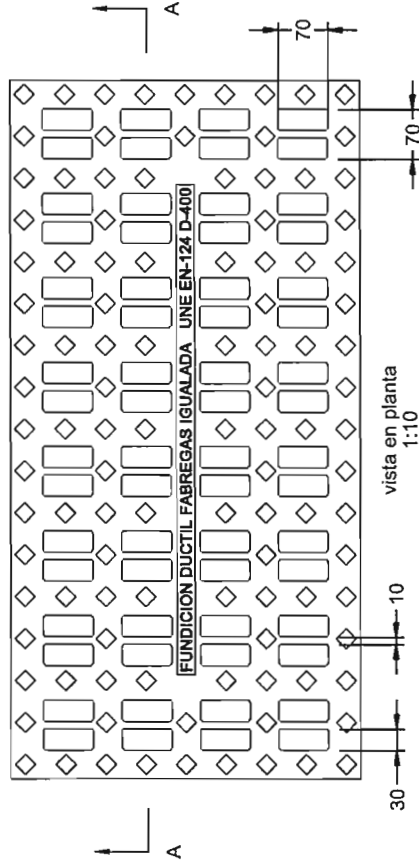 A
A
70
70
FUNDICION DUCTIL FABREGAS IGUALADA UNE EN-124 D-400
10
30
vista en planta
1:10